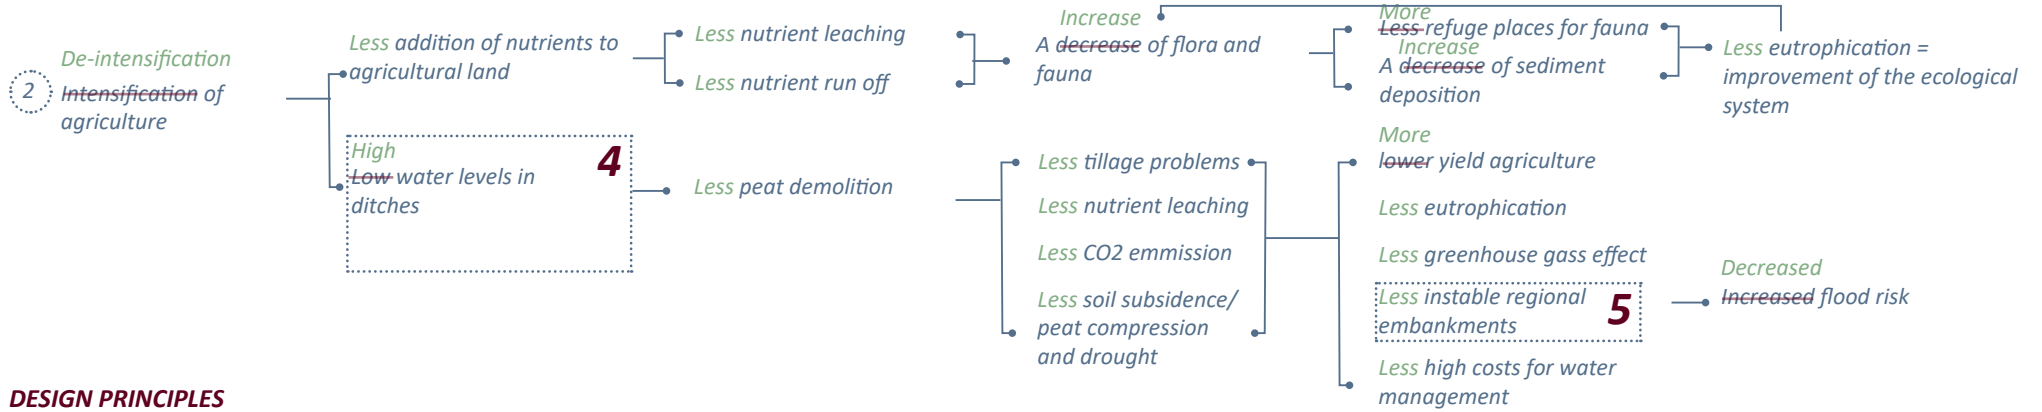 2
De-intensification
Intensification of
agriculture
Less addition of nutrients to
agricultural land
High
Low water levels in
ditches
4
Less nutrient leaching
Less nutrient run off
Less peat demolition
Increase
A decrease of flora and
fauna
Less tillage problems
Less nutrient leaching
Less CO2 emmission
Less soil subsidence/
peat compression
and drought
More
Less refuge places for fauna
Increase
A decrease of sediment
deposition
More
lower yield agriculture
Less eutrophication
Less greenhouse gass effect
Less instable regional
embankments
5
Less high costs for water
management
Less eutrophication =
improvement of the ecological
system
Decreased
Increased flood risk
DESIGN PRINCIPLES